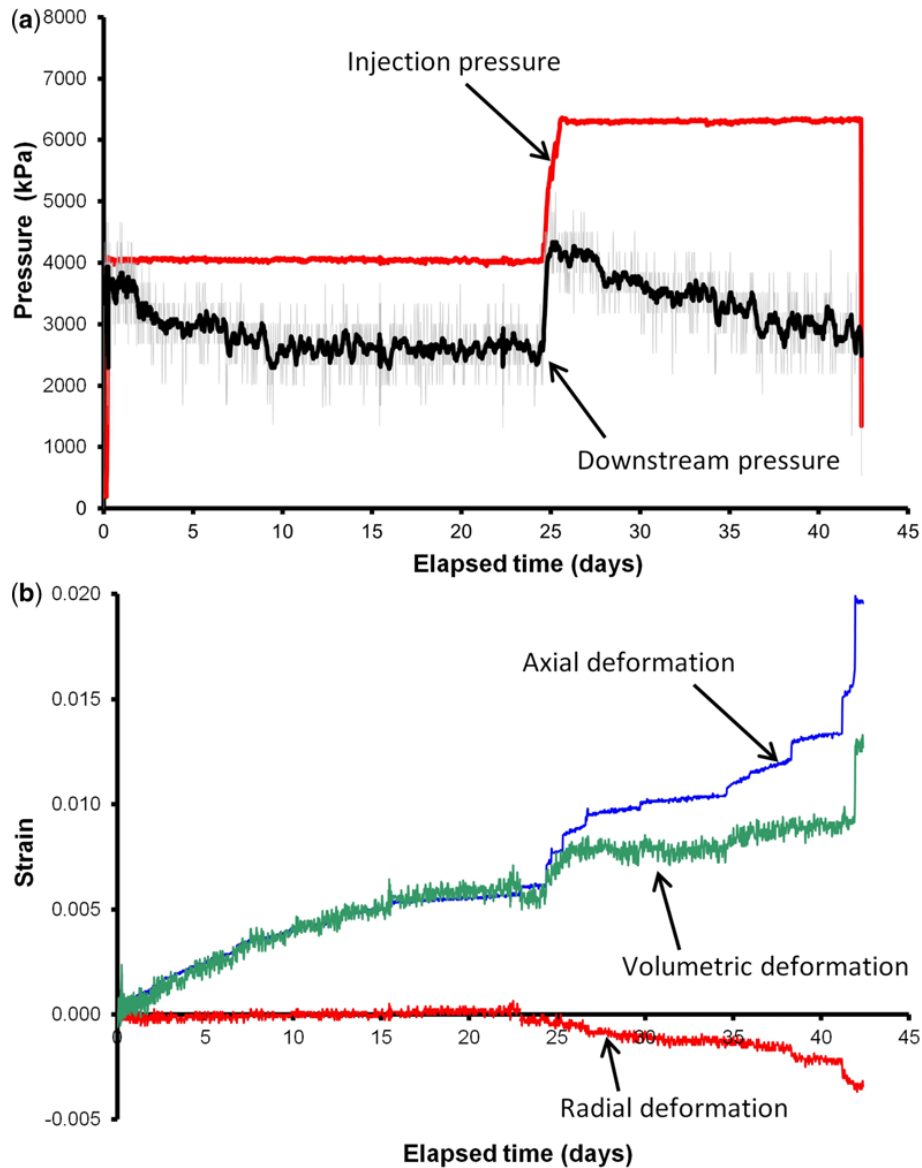 (a)
8000
7000
6000
5000
4000
3000
2000
1000
0
Pressure (kPa)
Injection pressure
Downstream pressure
0 5 10 15 20 25 30 35 40 45
Elapsed time (days)
(b)
0.020
0.015
0.010
0.005
0.000
-0.005
Strain
Axial deformation
Volumetric deformation
0 5 10 15 20 25 30 35 40 45
Radial deformation
Elapsed time (days)